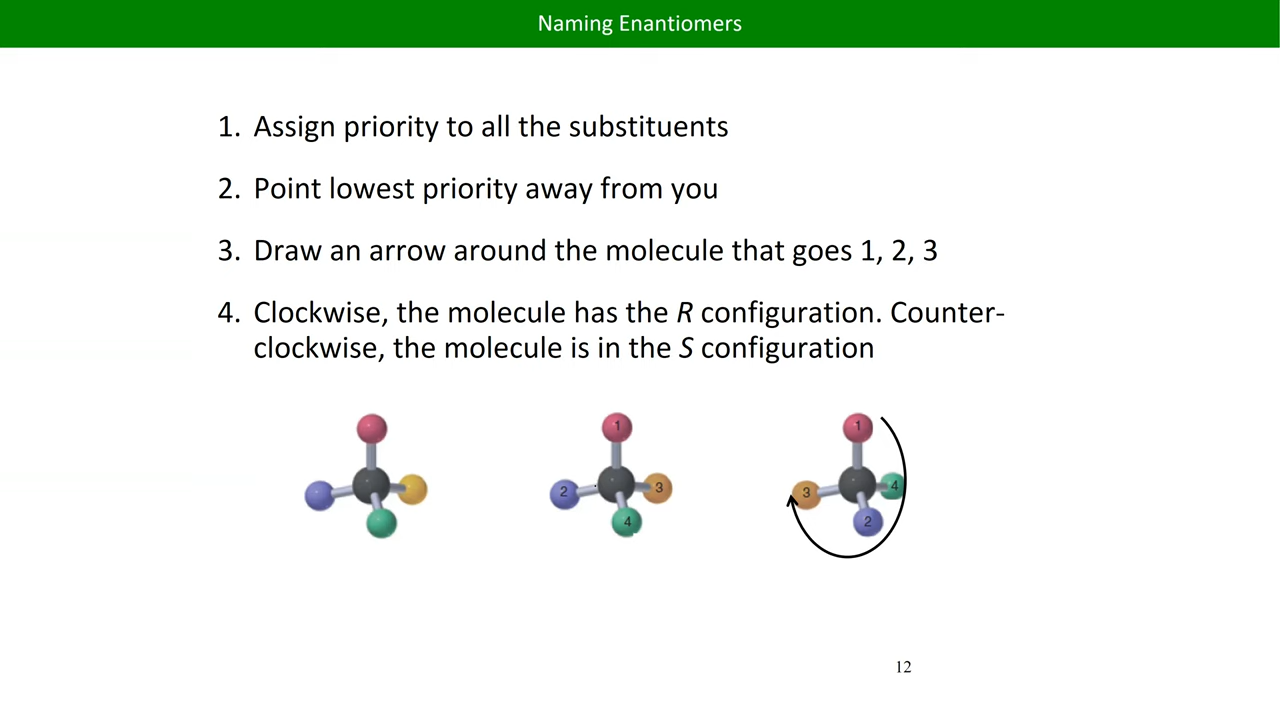 Naming Enantiomers
1. Assign priority to all the substituents
2. Point lowest priority away from you
3. Draw an arrow around the molecule that goes 1, 2, 3
4. Clockwise, the molecule has the R configuration. Counter-
clockwise, the molecule is in the S configuration
1
2
3
4
1
3
4
2
12